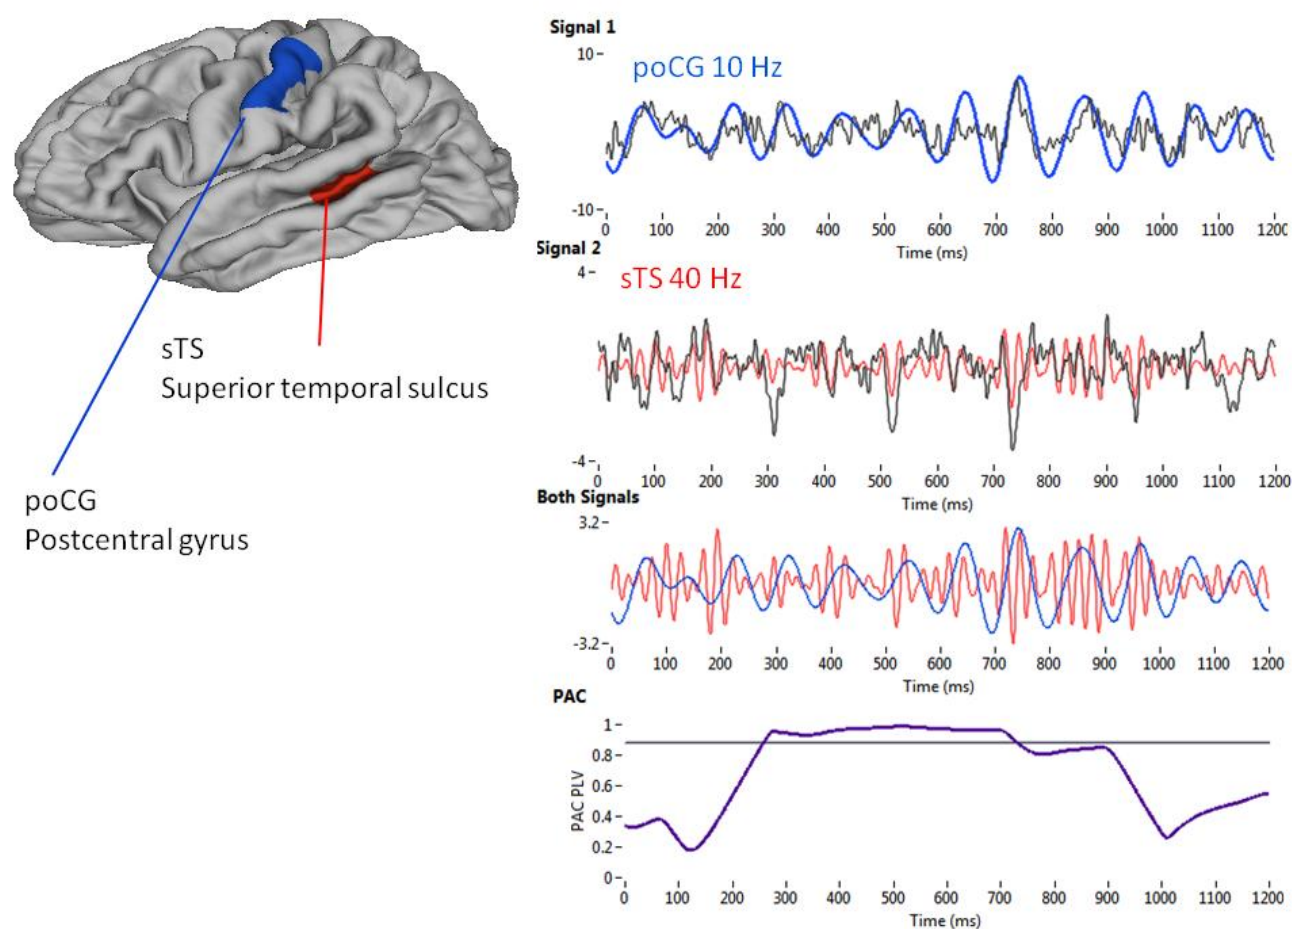 sTS
Superior temporal sulcus
poCG
Postcentral gyrus
Signal 1
poCG 10 Hz
10
-10
0 100 200 300 400 500 600 700 800 900 1000 1100 1200
Time (ms)
Signal 2
sTS 40 Hz
4
-4
0 100 200 300 400 500 600 700 800 900 1000 1100 1200
Time (ms)
Both Signals
3.2
-3.2
0 100 200 300 400 500 600 700 800 900 1000 1100 1200
Time (ms)
PAC
PAC PLV
1
0.8
0.6
0.4
0.2
0
0 100 200 300 400 500 600 700 800 900 1000 1100 1200
Time (ms)